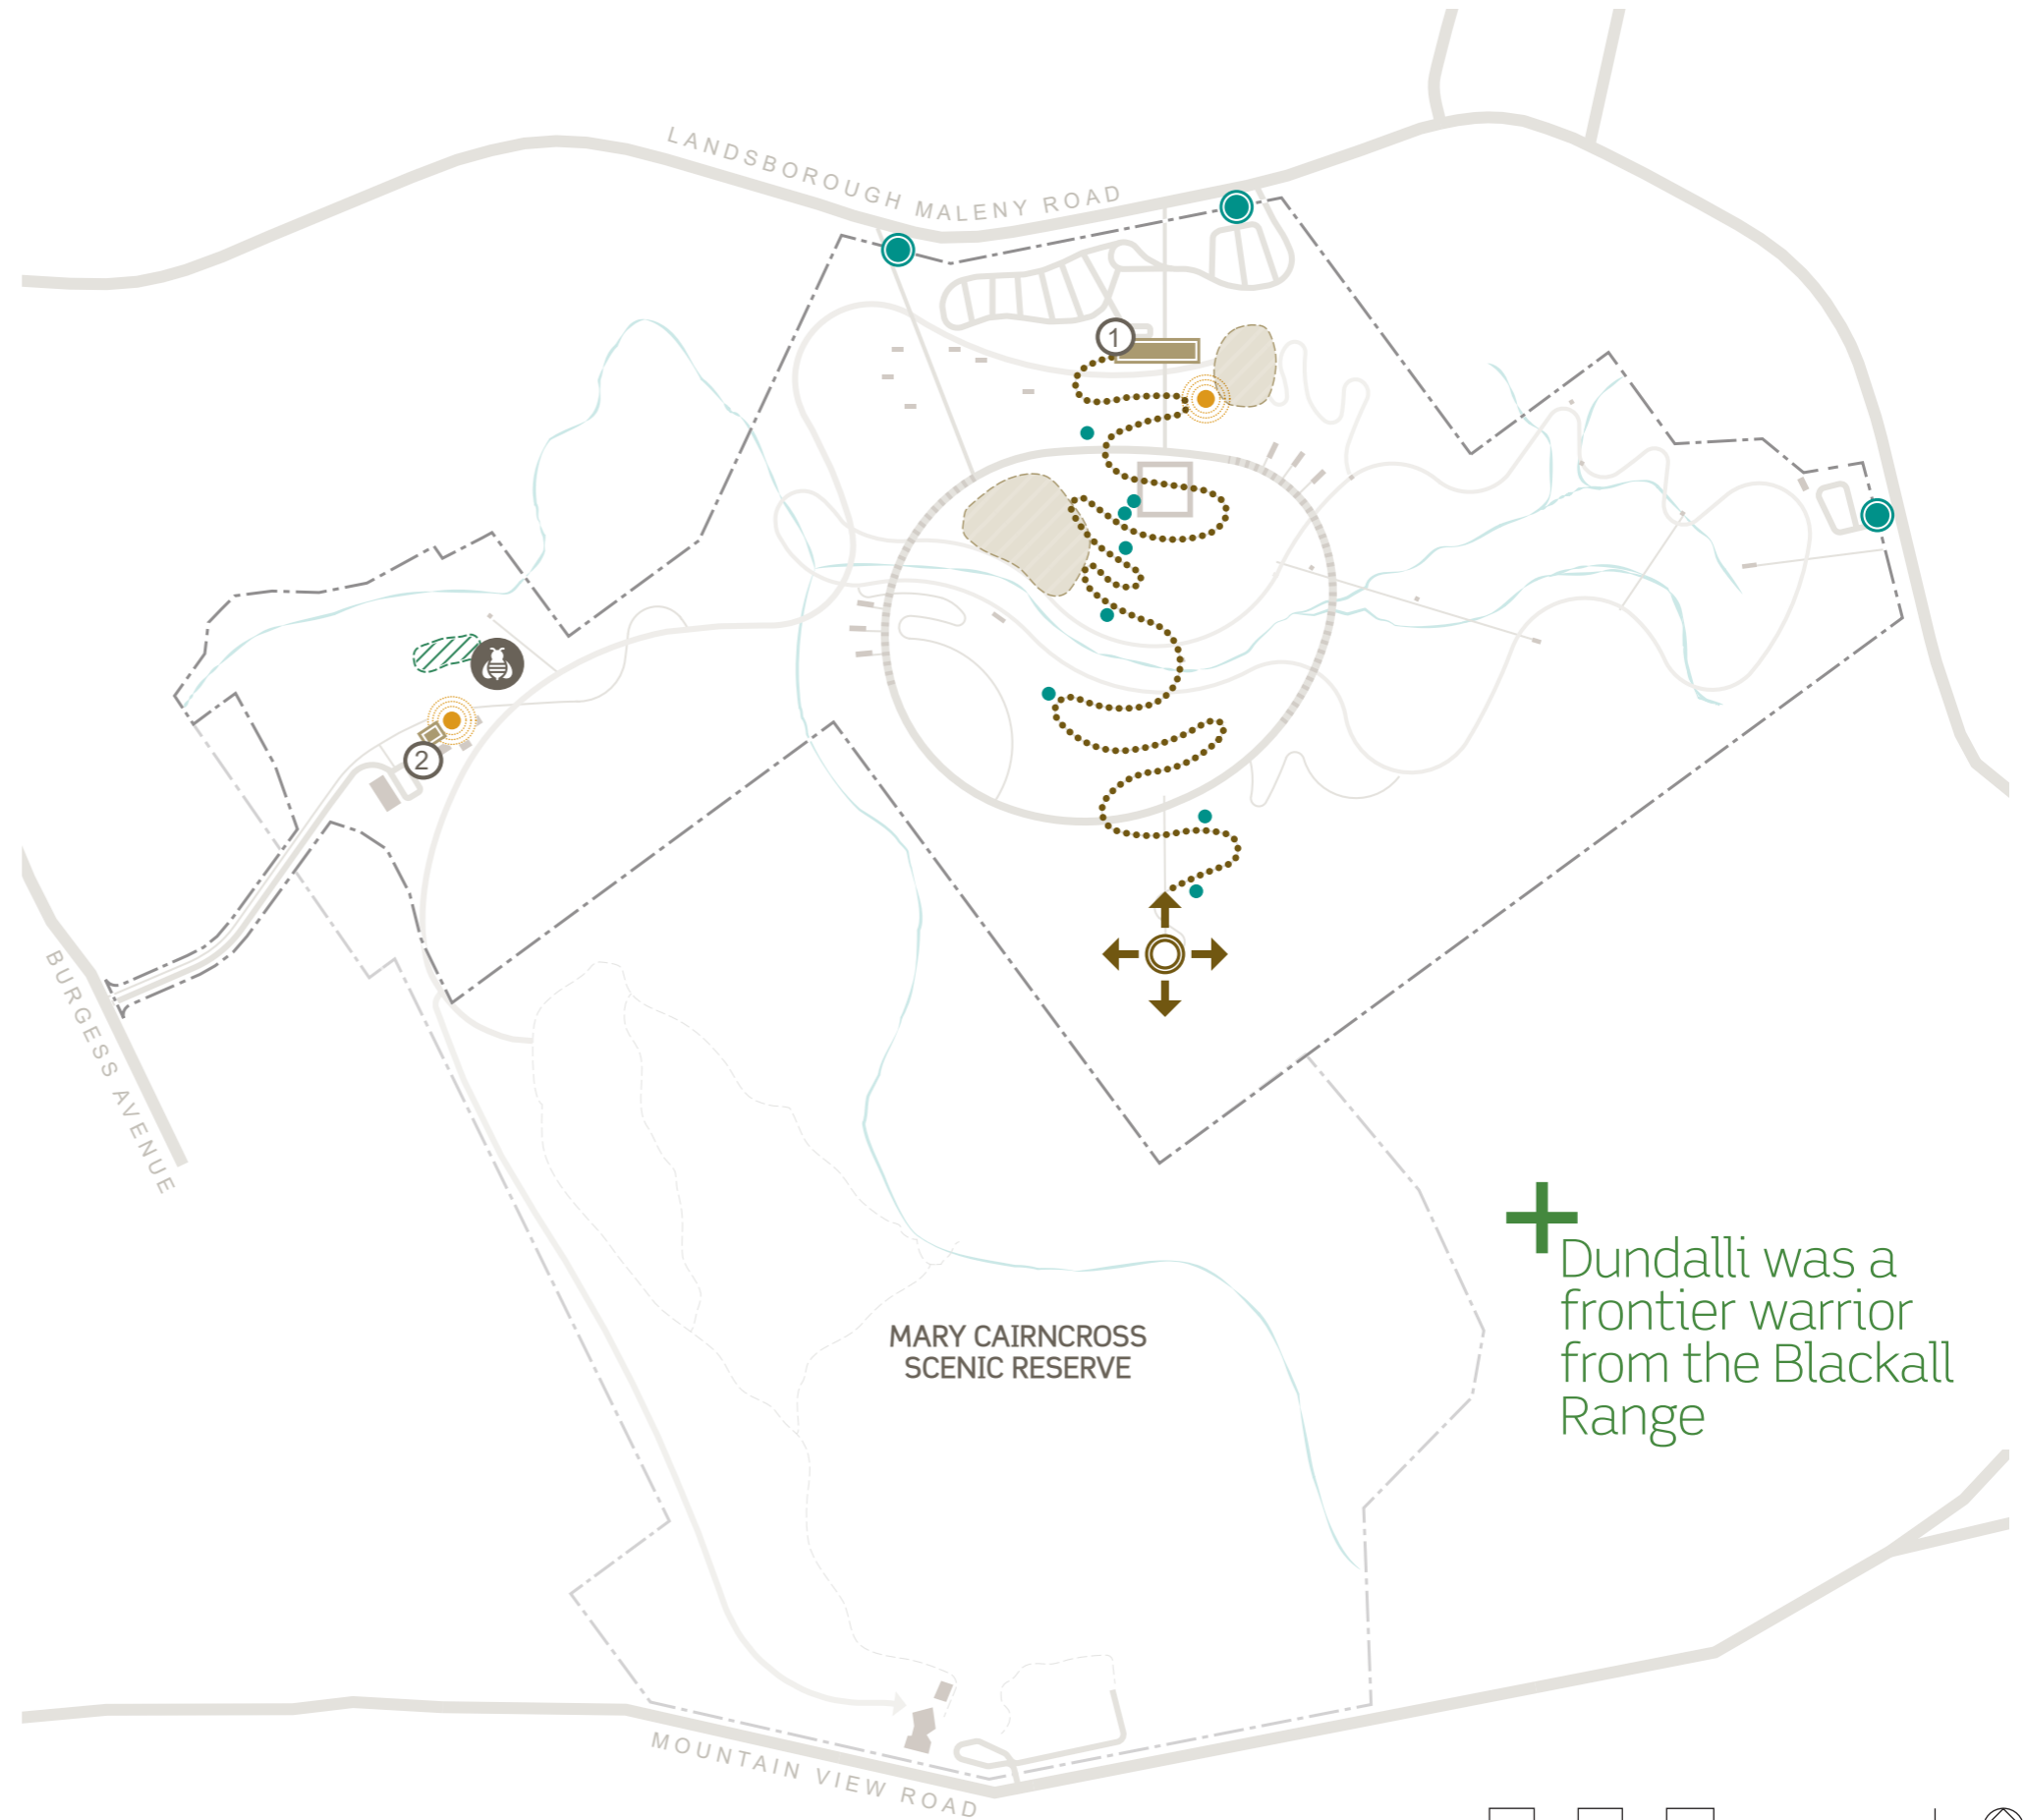 LANDSBOROUGH MALENY ROAD
1
2
BURGESS AVENUE
Dundalli was a
frontier warrior
from the Blackall
Range
MARY CAIRNCROSS
SCENIC RESERVE
MOUNTAIN VIEW ROAD